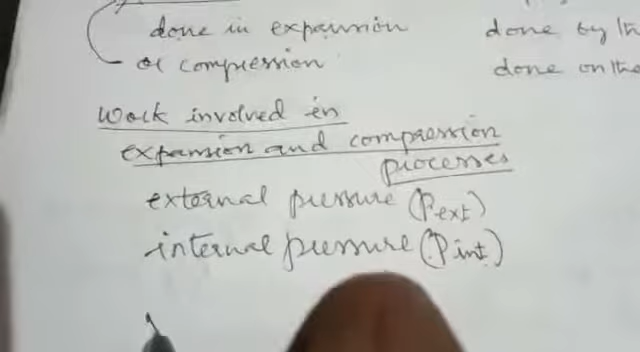 done in expansion
or compression
done by
done on the
Work involved in
expansion and compression
processes
external pressure (Pext)
internal pressure (Pint)